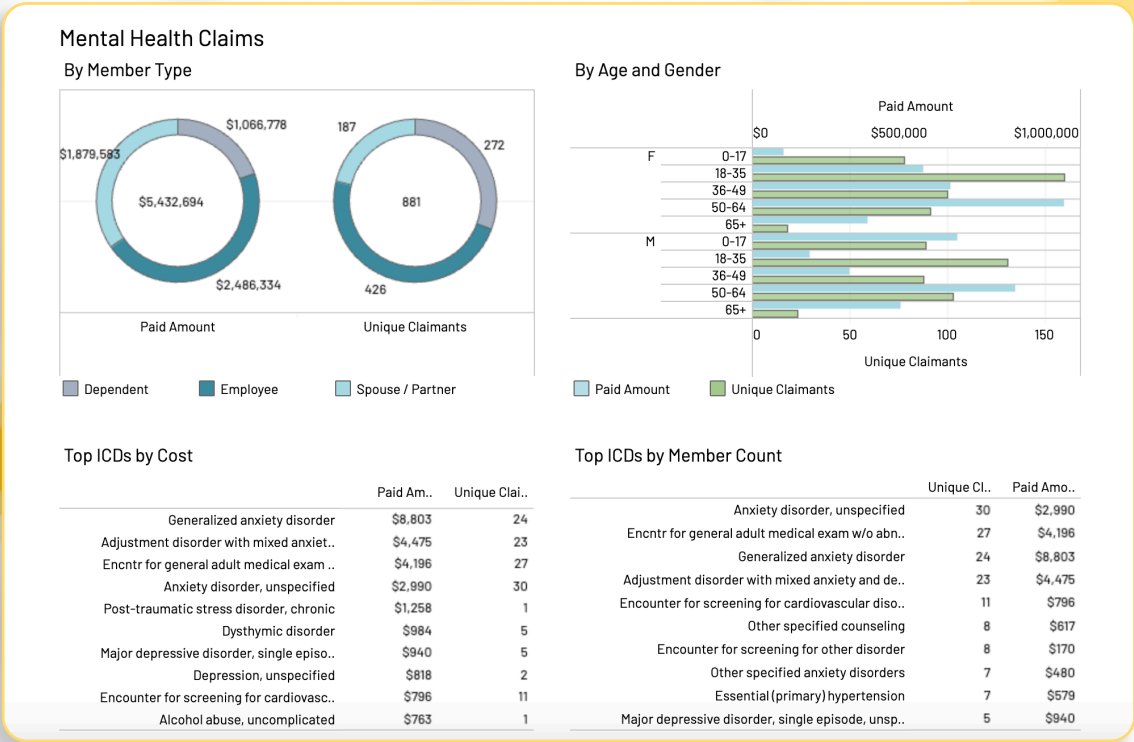 Mental Health Claims
By Member Type
$1,066,778
$1,879,583
$5,432,694
$2,486,334
187
272
881
426
Paid Amount Unique Claimants
Dependent Employee Spouse / Partner
By Age and Gender
Paid Amount
$0 $500,000 $1,000,000
F 0-17
18-35
36-49
50-64
65+
M 0-17
18-35
36-49
50-64
65+
0 50 100 150
Unique Claimants
Paid Amount Unique Claimants
Top ICDs by Cost
Paid Am.. Unique Clai..
Generalized anxiety disorder $8,803 24
Adjustment disorder with mixed anxiet.. $4,475 23
Encntr for general adult medical exam .. $4,196 27
Anxiety disorder, unspecified $2,990 30
Post-traumatic stress disorder, chronic $1,258 1
Dysthymic disorder $984 5
Major depressive disorder, single episo.. $940 5
Depression, unspecified $818 2
Encounter for screening for cardiovasc.. $796 11
Alcohol abuse, uncomplicated $763 1
Top ICDs by Member Count
Unique Cl.. Paid Amo..
Anxiety disorder, unspecified 30 $2,990
Encntr for general adult medical exam w/o abn.. 27 $4,196
Generalized anxiety disorder 24 $8,803
Adjustment disorder with mixed anxiety and de.. 23 $4,475
Encounter for screening for cardiovascular diso.. 11 $796
Other specified counseling 8 $617
Encounter for screening for other disorder 8 $170
Other specified anxiety disorders 7 $480
Essential (primary) hypertension 7 $579
Major depressive disorder, single episode, unsp.. 5 $940